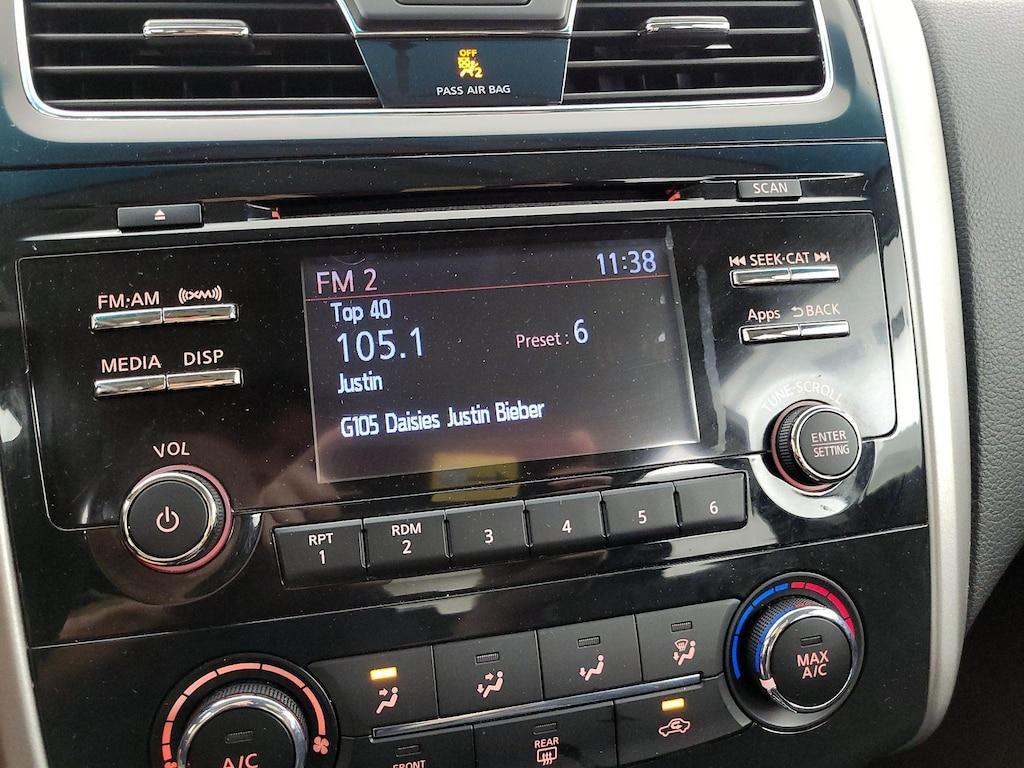 OFF
2
PASS AIR BAG
SCAN
FM 2 11:38
Top 40
105.1 Preset : 6
Justin
G105 Daisies Justin Bieber
FM·AM
((XM))
MEDIA DISP
SEEK·CAT
Apps BACK
TUNE·SCROLL
ENTER
SETTING
VOL
RPT
1
RDM
2
3
4
5
6
MAX
A/C
A/C
FRONT
REAR